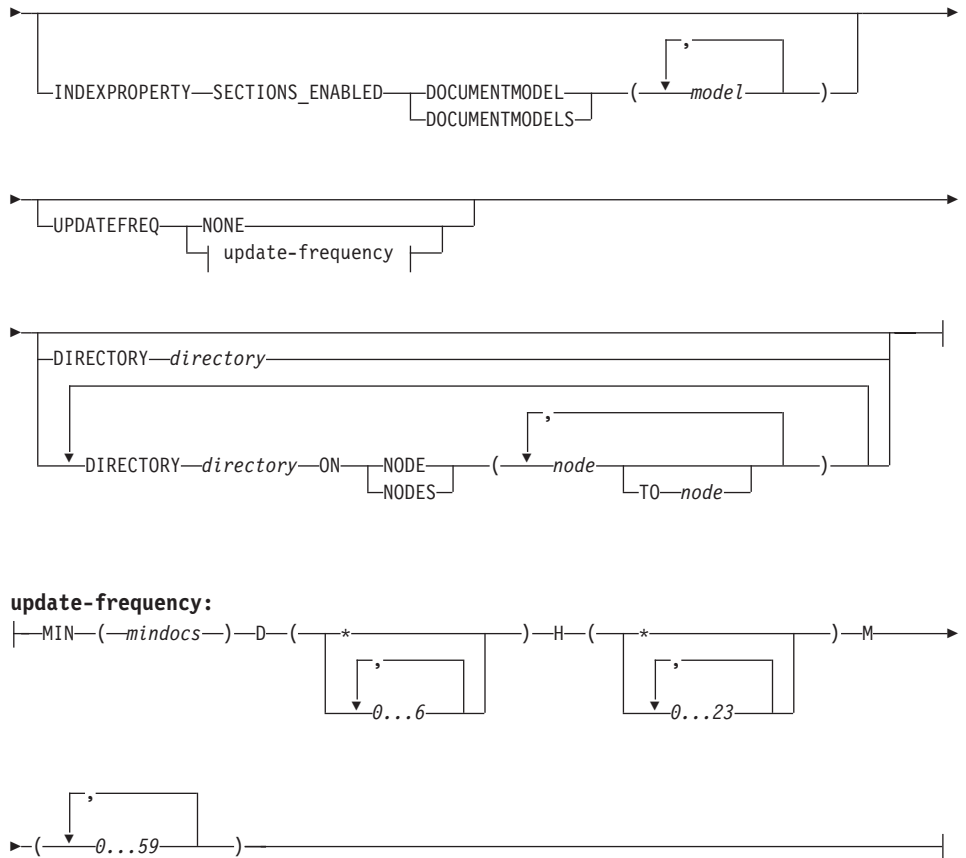 ,
INDEXPROPERTY SECTIONS_ENABLED DOCUMENTMODEL ( model )
DOCUMENTMODELS
UPDATEFREQ NONE
update-frequency
DIRECTORY directory
,
DIRECTORY directory ON NODE ( node )
NODES TO node
update-frequency:
MIN ( mindocs ) D ( * ) H ( * ) M
, ,
0...6 0...23
,
( 0...59 )